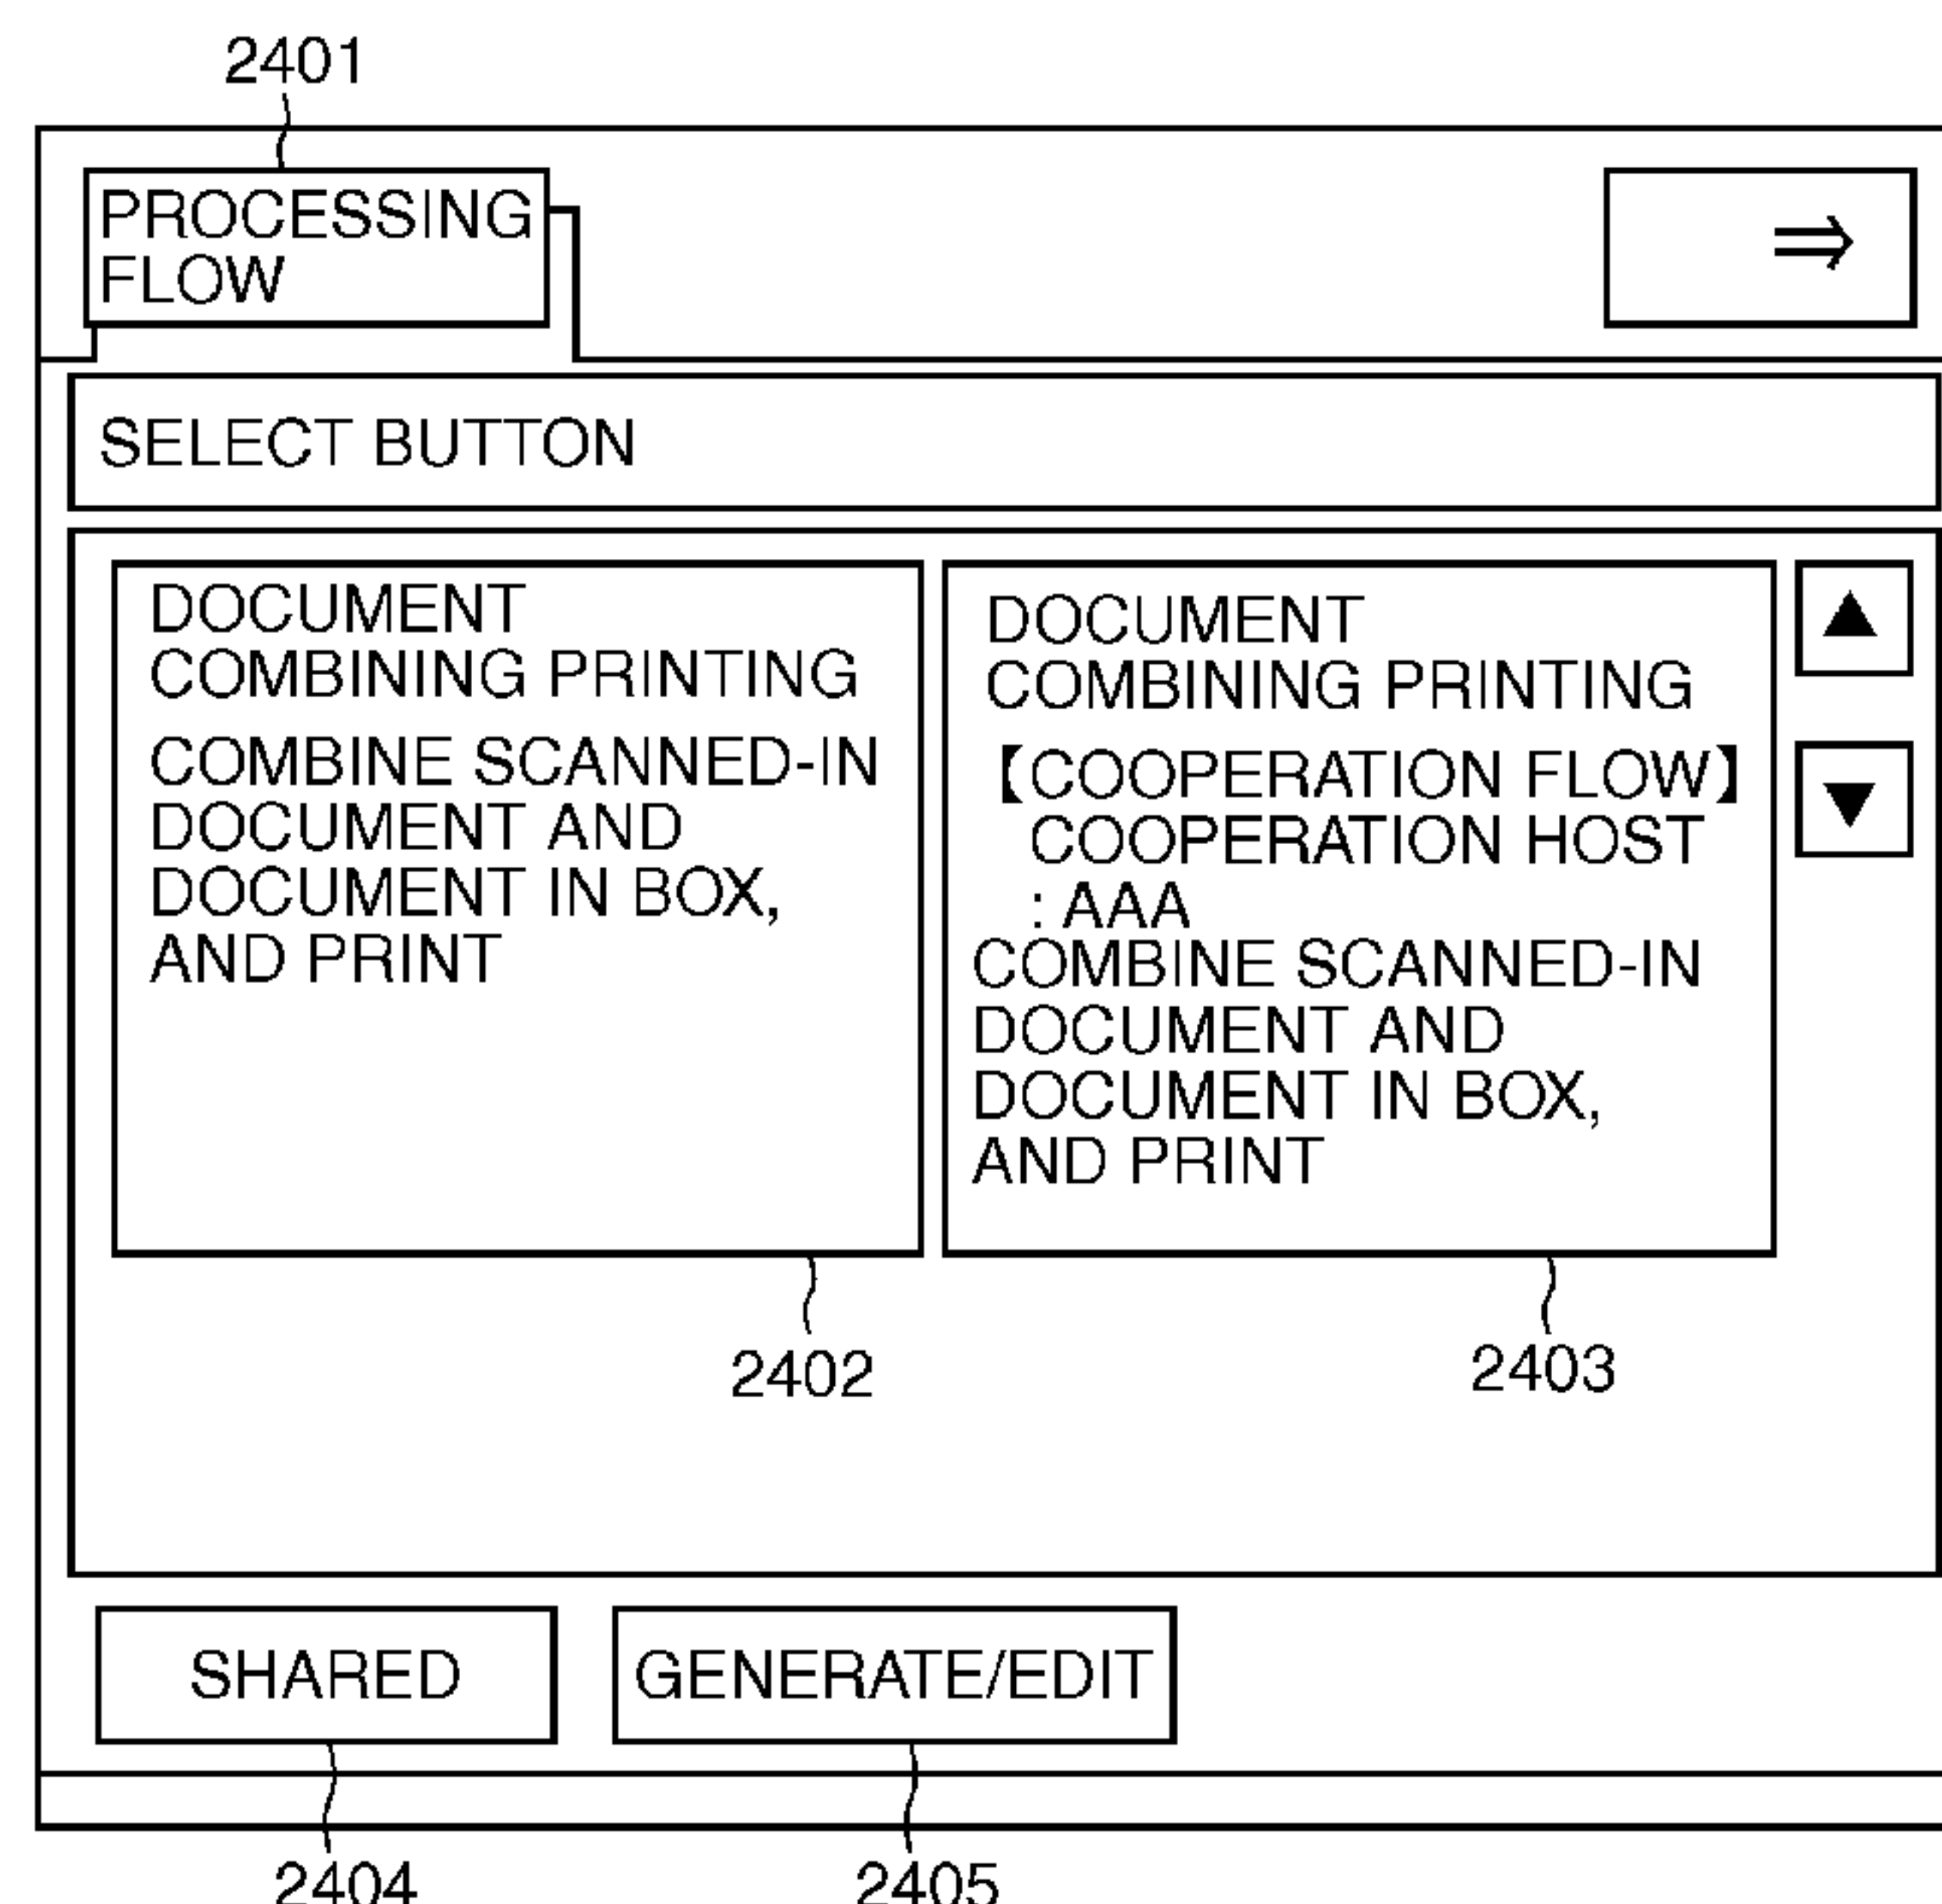 2401
PROCESSING
FLOW
⇒
SELECT BUTTON
DOCUMENT
COMBINING PRINTING
COMBINE SCANNED-IN
DOCUMENT AND
DOCUMENT IN BOX,
AND PRINT
DOCUMENT
COMBINING PRINTING
【COOPERATION FLOW】
COOPERATION HOST
: AAA
COMBINE SCANNED-IN
DOCUMENT AND
DOCUMENT IN BOX,
AND PRINT
▲
▼
2402
2403
SHARED
GENERATE/EDIT
2404
2405